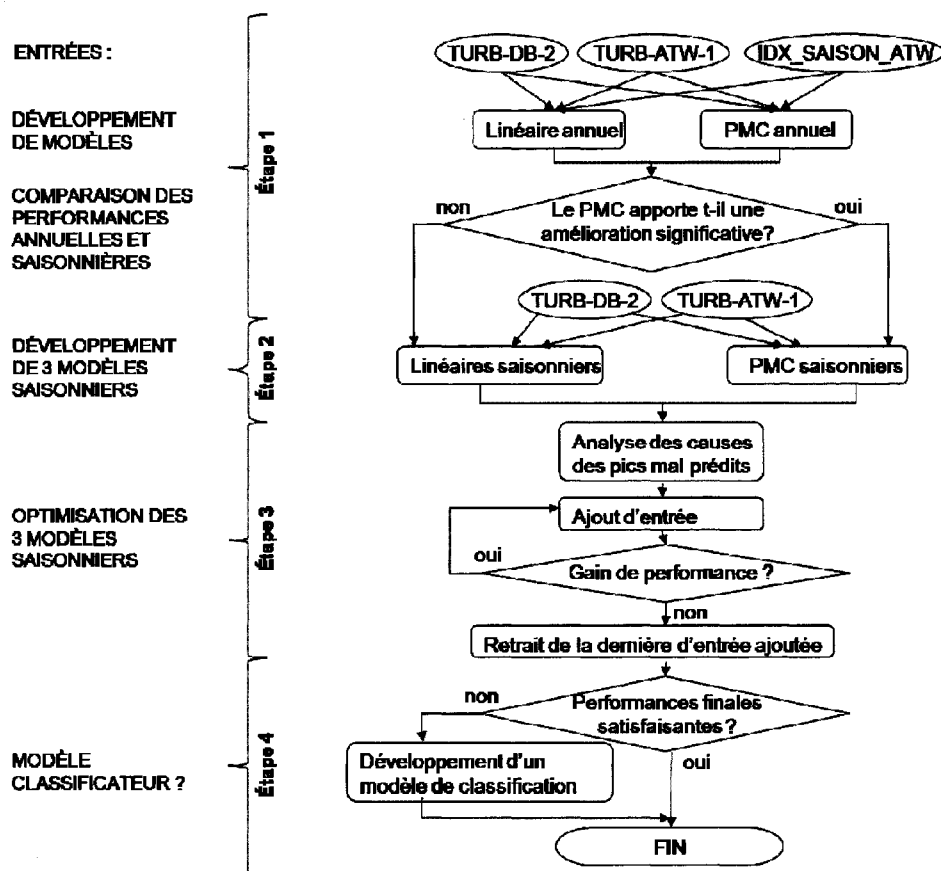 ENTRÉES :
TURB-DB-2
TURB-ATW-1
IDX_SAISON_ATW
DÉVELOPPEMENT
DE MODÈLES
Linéaire annuel
PMC annuel
Étape 1
COMPARAISON DES
PERFORMANCES
ANNUELLES ET
SAISONNIÈRES
non
Le PMC apporte t-il une
amélioration significative?
oui
TURB-DB-2
TURB-ATW-1
DÉVELOPPEMENT
DE 3 MODÈLES
SAISONNIERS
Étape 2
Linéaires saisonniers
PMC saisonniers
Analyse des causes
des pics mal prédits
OPTIMISATION DES
3 MODÈLES
SAISONNIERS
Étape 3
Ajout d'entrée
oui
Gain de performance ?
non
Retrait de la dernière d'entrée ajoutée
non
Performances finales
satisfaisantes ?
MODÈLE
CLASSIFICATEUR ?
Étape 4
Développement d'un
modèle de classification
oui
FIN